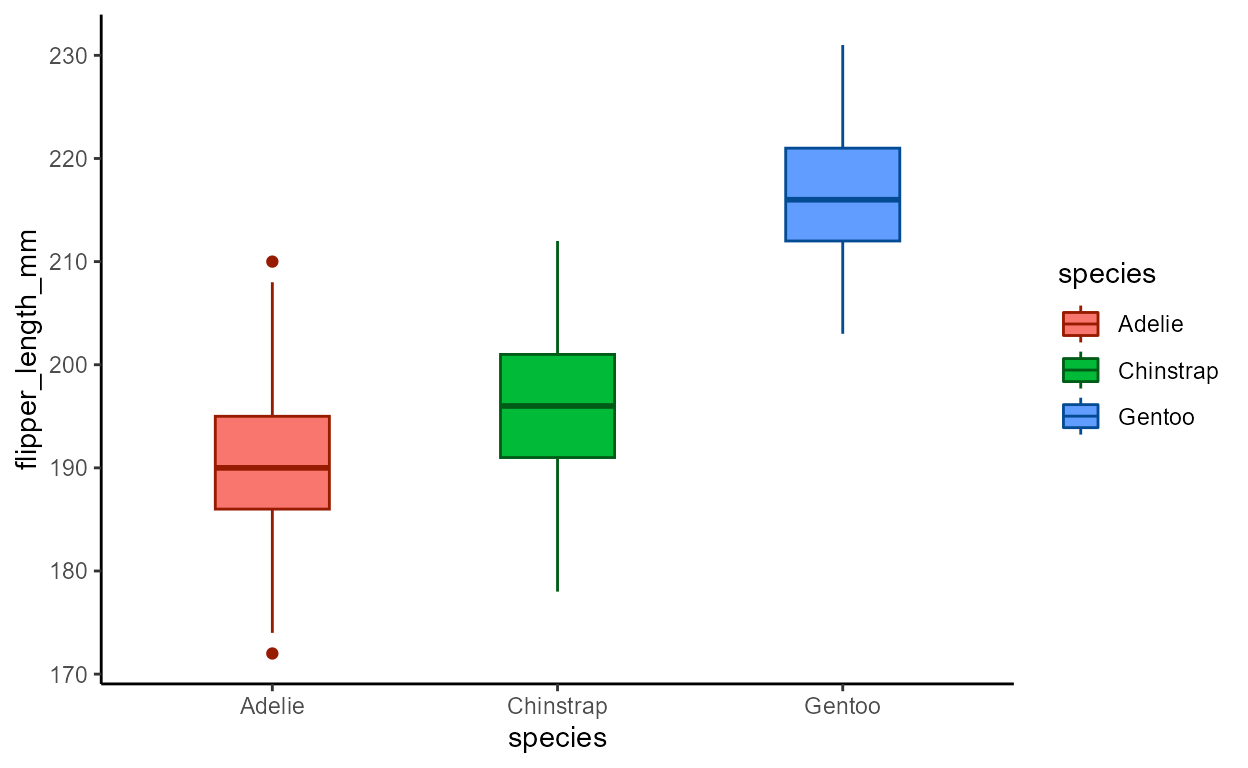 230
220
210
200
190
180
170
flipper_length_mm
Adelie
Chinstrap
Gentoo
species
species
Adelie
Chinstrap
Gentoo